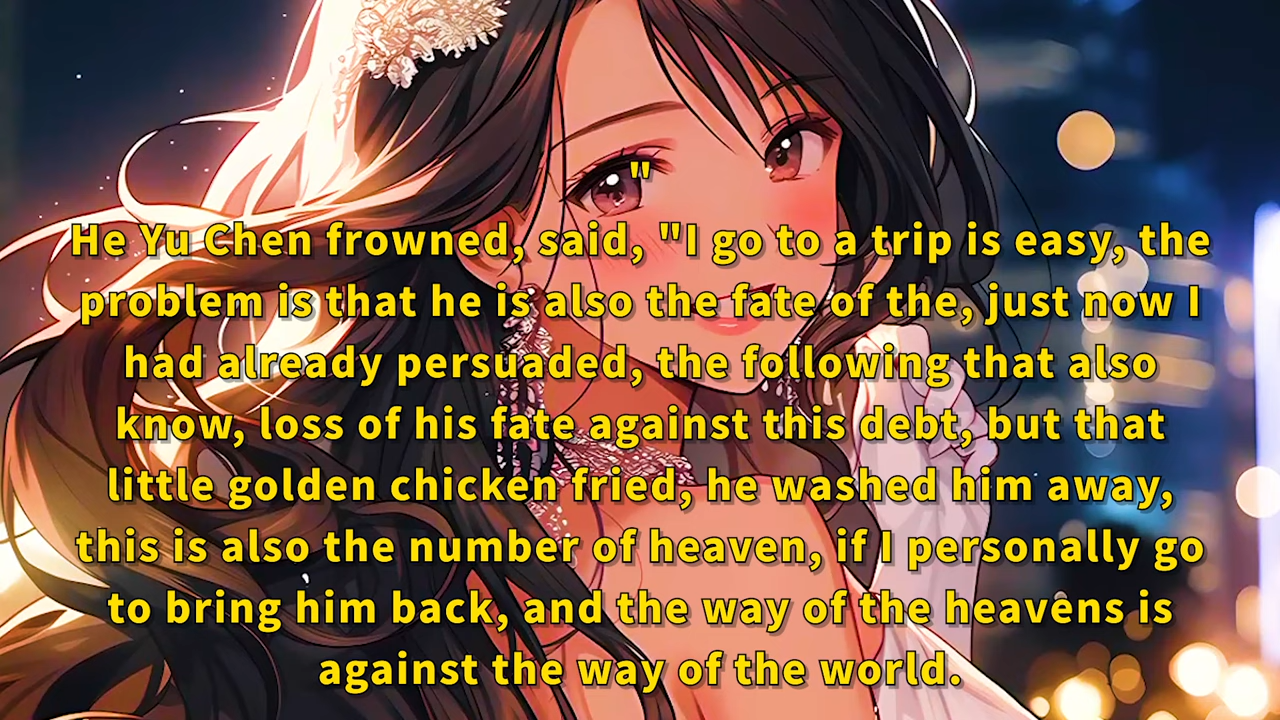 "
He Yu Chen frowned, said, "I go to a trip is easy, the
problem is that he is also the fate of the, just now I
had already persuaded, the following that also
know, loss of his fate against this debt, but that
little golden chicken fried, he washed him away,
this is also the number of heaven, if I personally go
to bring him back, and the way of the heavens is
against the way of the world.